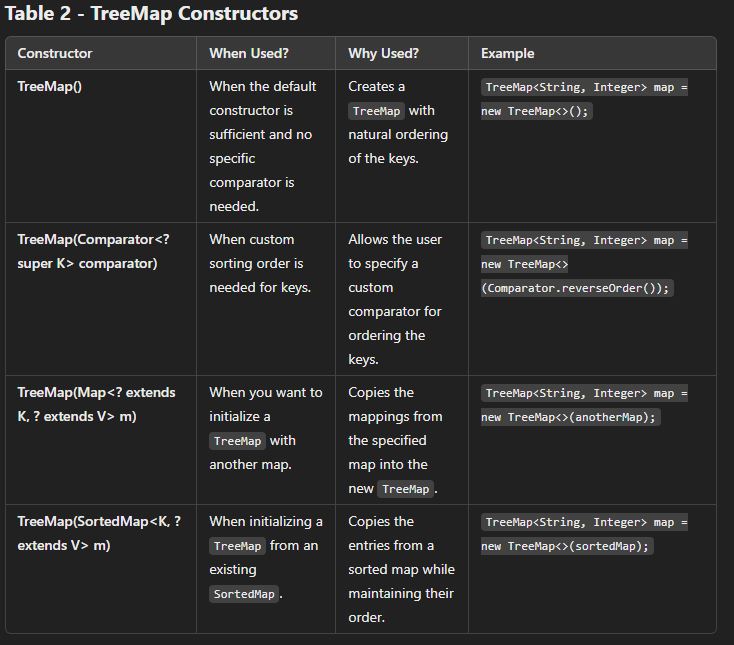 Table 2 - TreeMap Constructors
Constructor
When Used?
Why Used?
Example
TreeMap()
When the default
constructor is
sufficient and no
specific
comparator is
needed.
Creates a
TreeMap with
natural ordering
of the keys.
TreeMap<String, Integer> map =
new TreeMap<>();
TreeMap(Comparator<?
super K> comparator)
When custom
sorting order is
needed for keys.
Allows the user
to specify a
custom
comparator for
ordering the
keys.
TreeMap<String, Integer> map =
new TreeMap<>
(Comparator.reverseOrder());
TreeMap(Map<? extends
K, ? extends V> m)
When you want to
initialize a
TreeMap with
another map.
Copies the
mappings from
the specified
map into the
new TreeMap.
TreeMap<String, Integer> map =
new TreeMap<>(anotherMap);
TreeMap(SortedMap<K, ?
extends V> m)
When initializing a
TreeMap from an
existing
SortedMap.
Copies the
entries from a
sorted map while
maintaining their
order.
TreeMap<String, Integer> map =
new TreeMap<>(sortedMap);